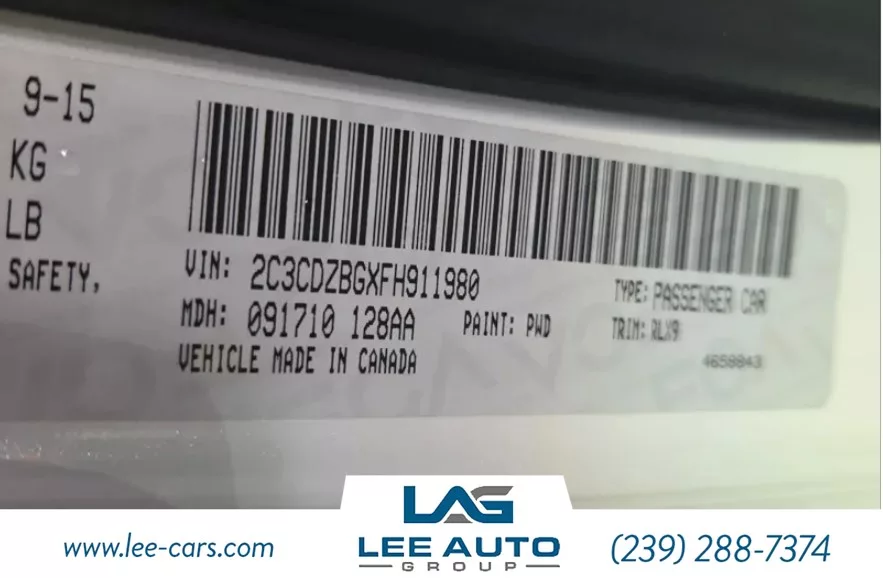 9-15
KG
LB
SAFETY,
VIN: 2C3CDZBGXFH911980
TYPE: PASSENGER CAR
MDH: 091710 128AA
PAINT: PWD
TRIM: RLX9
VEHICLE MADE IN CANADA
4658843
LAG
www.lee-cars.com
LEE AUTO
GROUP
(239) 288-7374